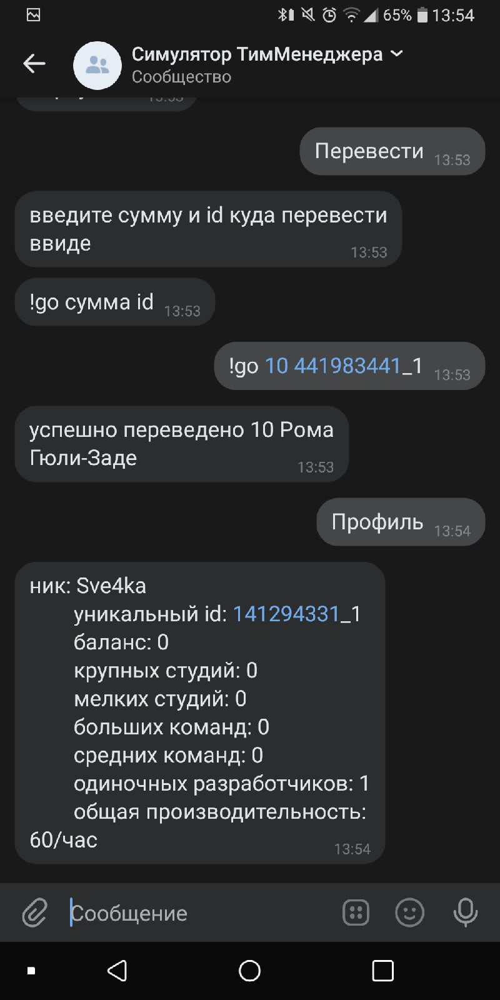 65% 13:54
Симулятор ТимМенеджера
Сообщество
13:53
Перевести 13:53
введите сумму и id куда перевести
ввиде 13:53
!go сумма id 13:53
!go 10 441983441_1 13:53
успешно переведено 10 Рома
Гюли-Заде 13:53
Профиль 13:54
ник: Sve4ka
уникальный id: 141294331_1
баланс: 0
крупных студий: 0
мелких студий: 0
больших команд: 0
средних команд: 0
одиночных разработчиков: 1
общая производительность:
60/час 13:54
Сообщение